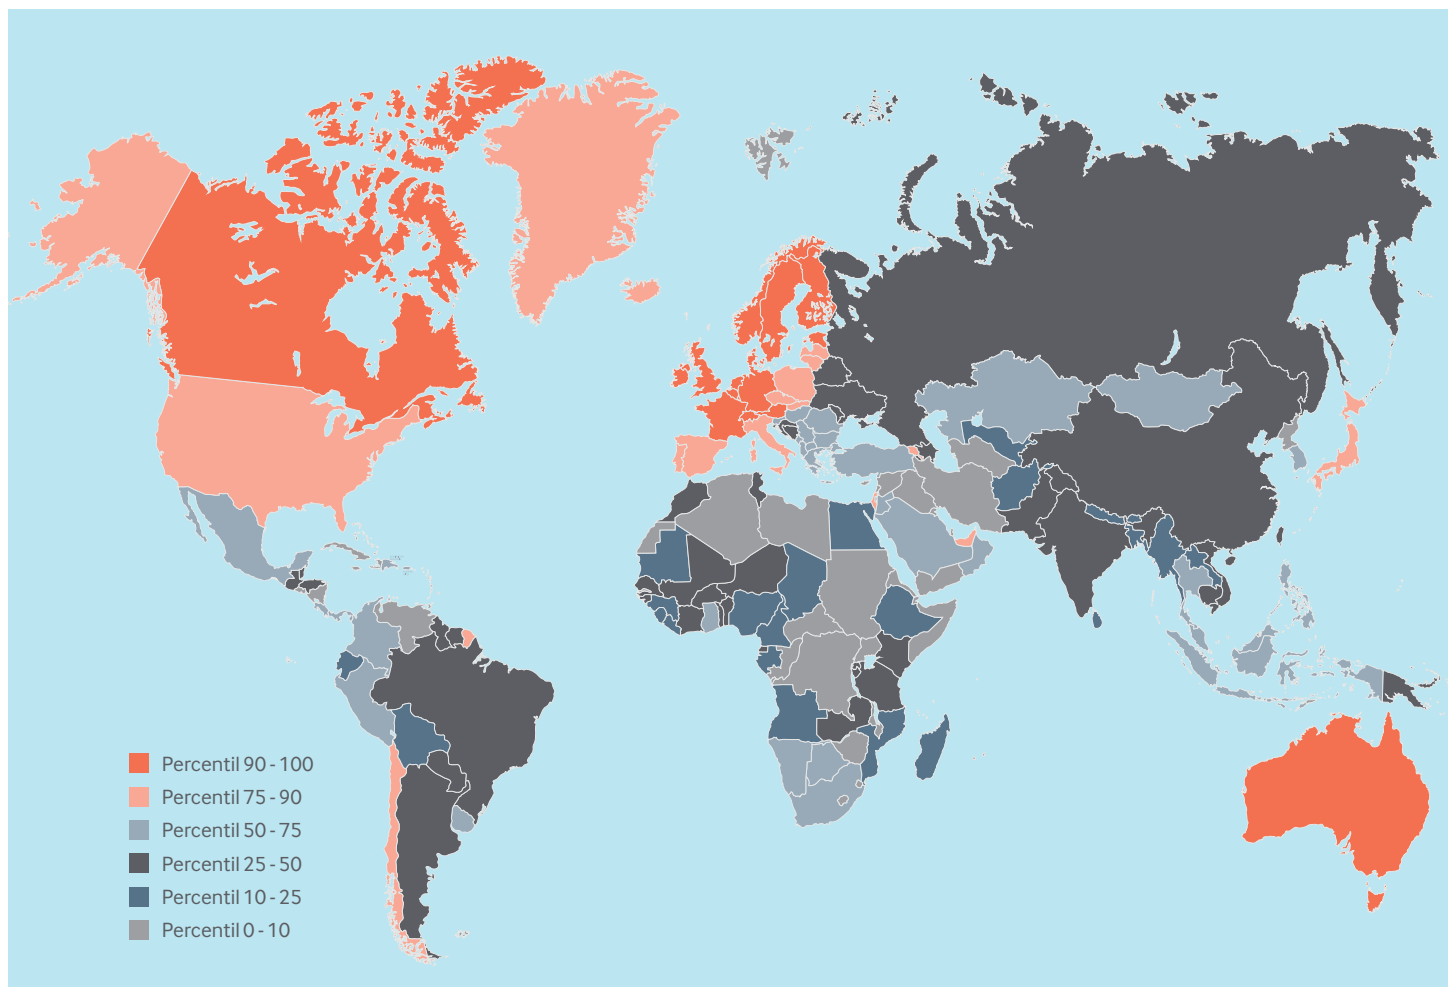 Percentil 90 - 100
Percentil 75 - 90
Percentil 50 - 75
Percentil 25 - 50
Percentil 10 - 25
Percentil 0 - 10